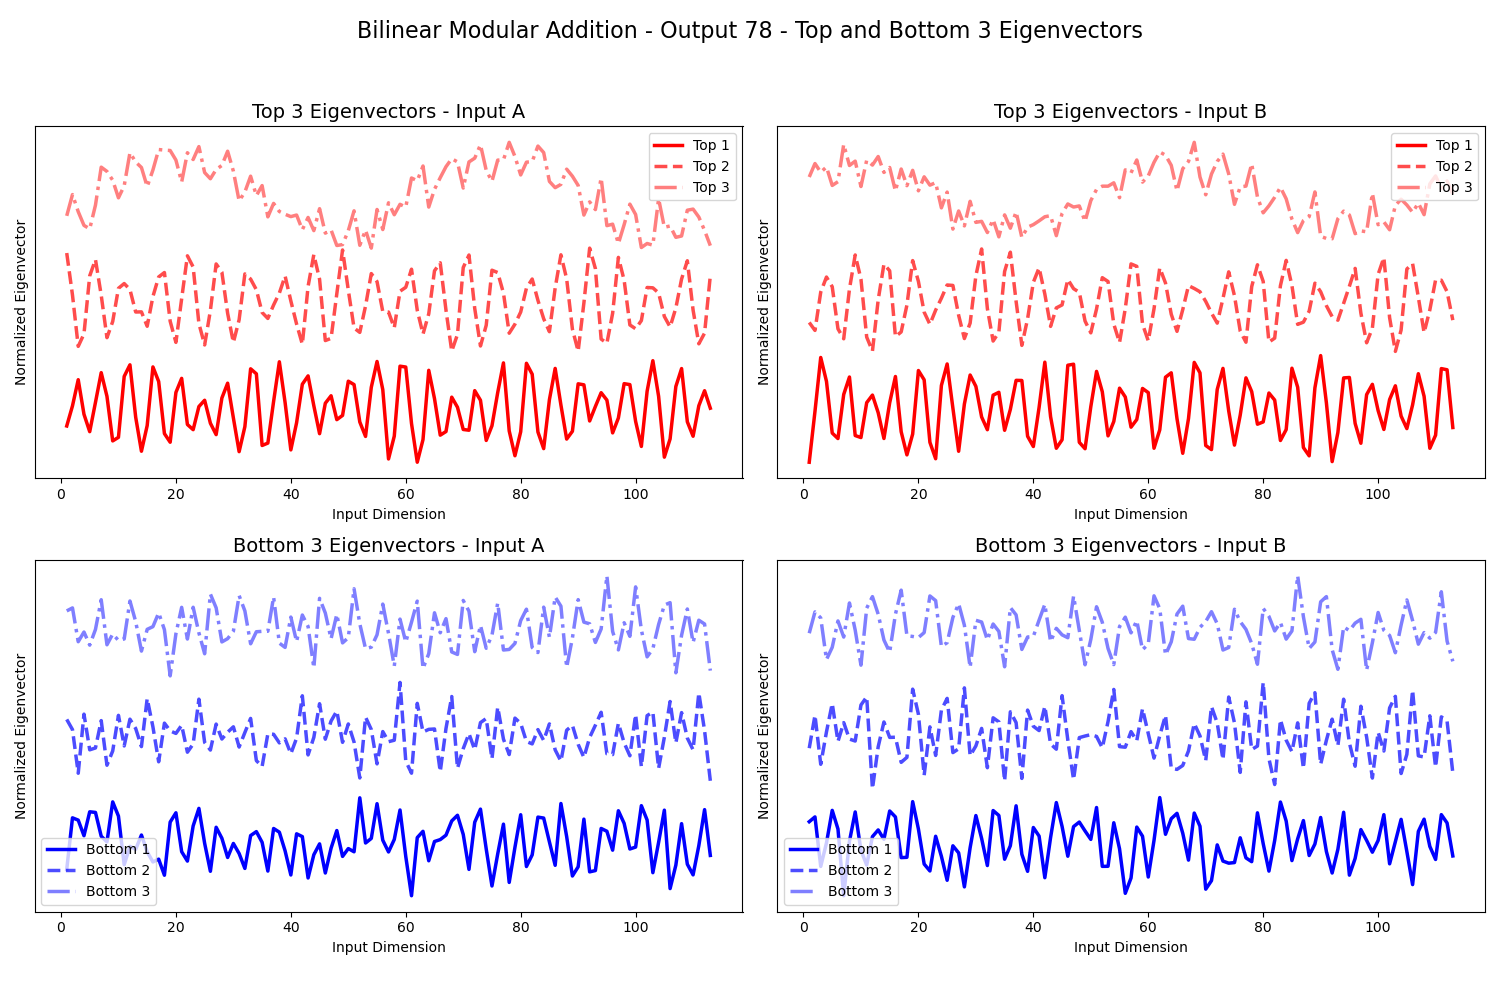 Bilinear Modular Addition - Output 78 - Top and Bottom 3 Eigenvectors
Top 3 Eigenvectors - Input A
Normalized Eigenvector
Top 1
Top 2
Top 3
0 20 40 60 80 100
Input Dimension
Top 3 Eigenvectors - Input B
Normalized Eigenvector
Top 1
Top 2
Top 3
0 20 40 60 80 100
Input Dimension
Bottom 3 Eigenvectors - Input A
Normalized Eigenvector
Bottom 1
Bottom 2
Bottom 3
0 20 40 60 80 100
Input Dimension
Bottom 3 Eigenvectors - Input B
Normalized Eigenvector
Bottom 1
Bottom 2
Bottom 3
0 20 40 60 80 100
Input Dimension